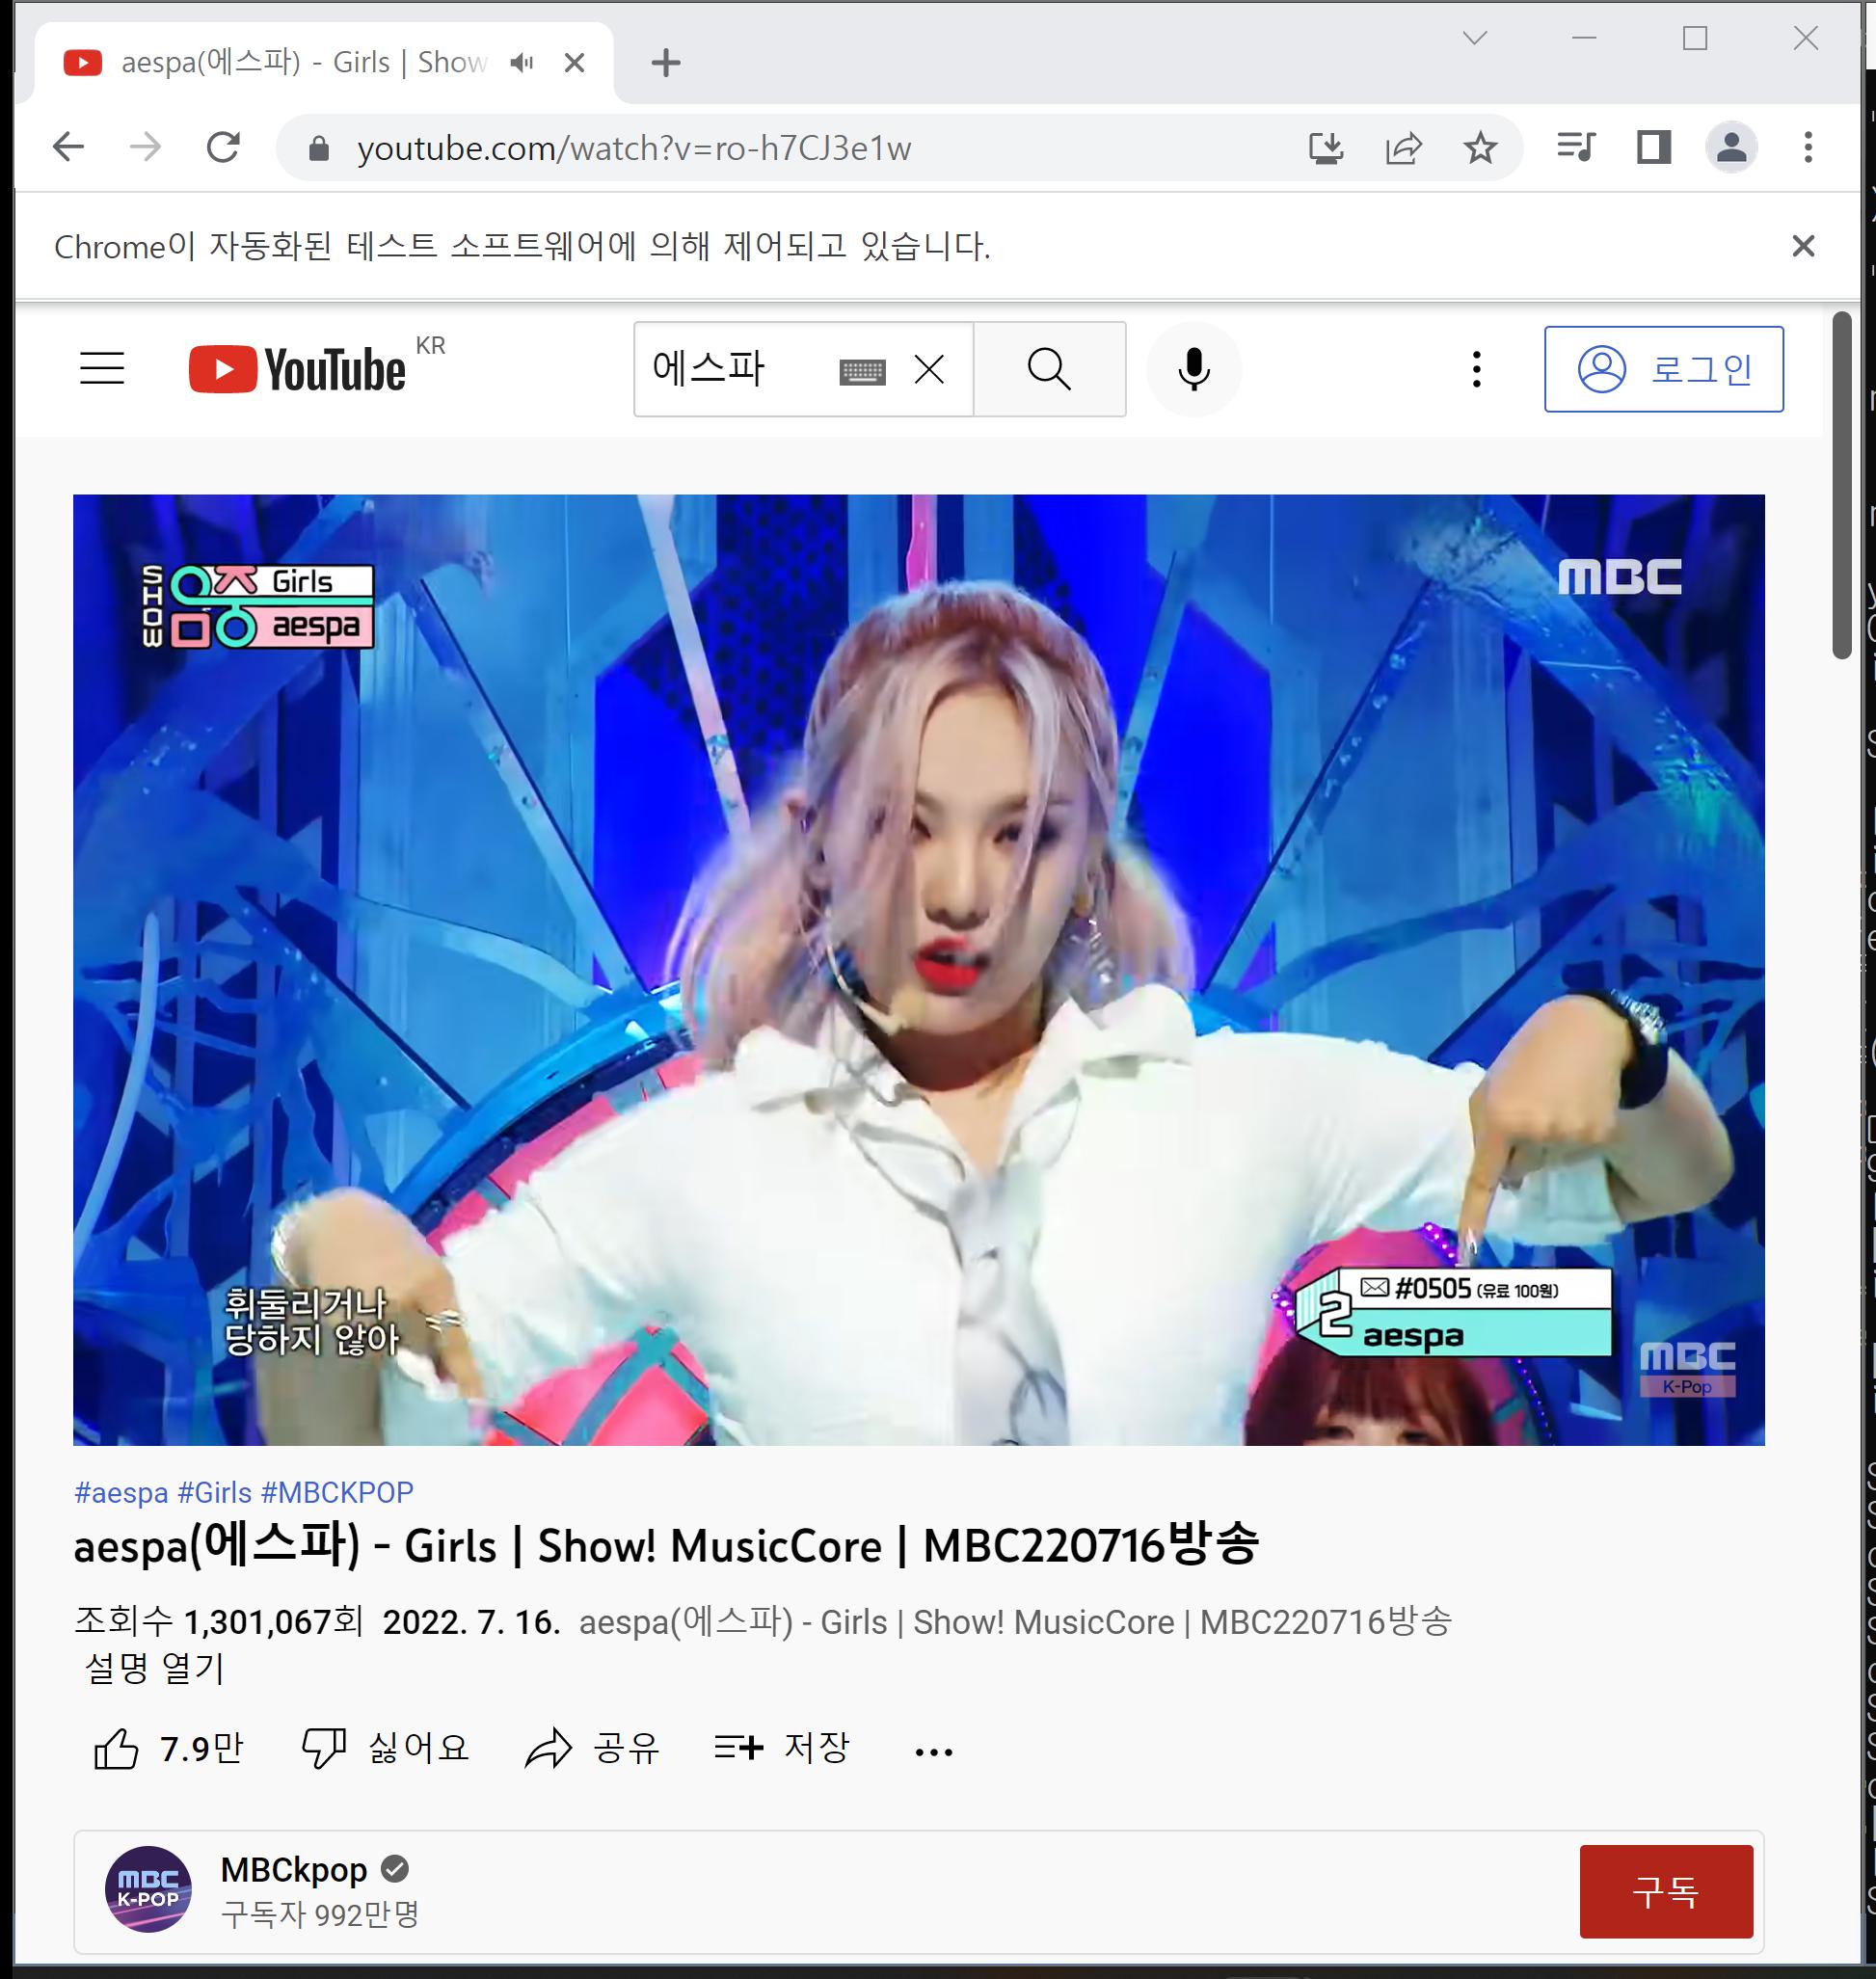 aespa(에스파) - Girls | Show
youtube.com/watch?v=ro-h7CJ3e1w
Chrome이 자동화된 테스트 소프트웨어에 의해 제어되고 있습니다.
YouTube KR
에스파
로그인
SHOW 음중 Girls
aespa
MBC
휘둘리거나
당하지 않아
#0505 (유료 100원)
2 aespa
MBC
K-Pop
#aespa #Girls #MBCKPOP
aespa(에스파) - Girls | Show! MusicCore | MBC220716방송
조회수 1,301,067회 2022. 7. 16. aespa(에스파) - Girls | Show! MusicCore | MBC220716방송
설명 열기
7.9만 싫어요 공유 저장
MBC
K-POP
MBCkpop
구독자 992만명
구독